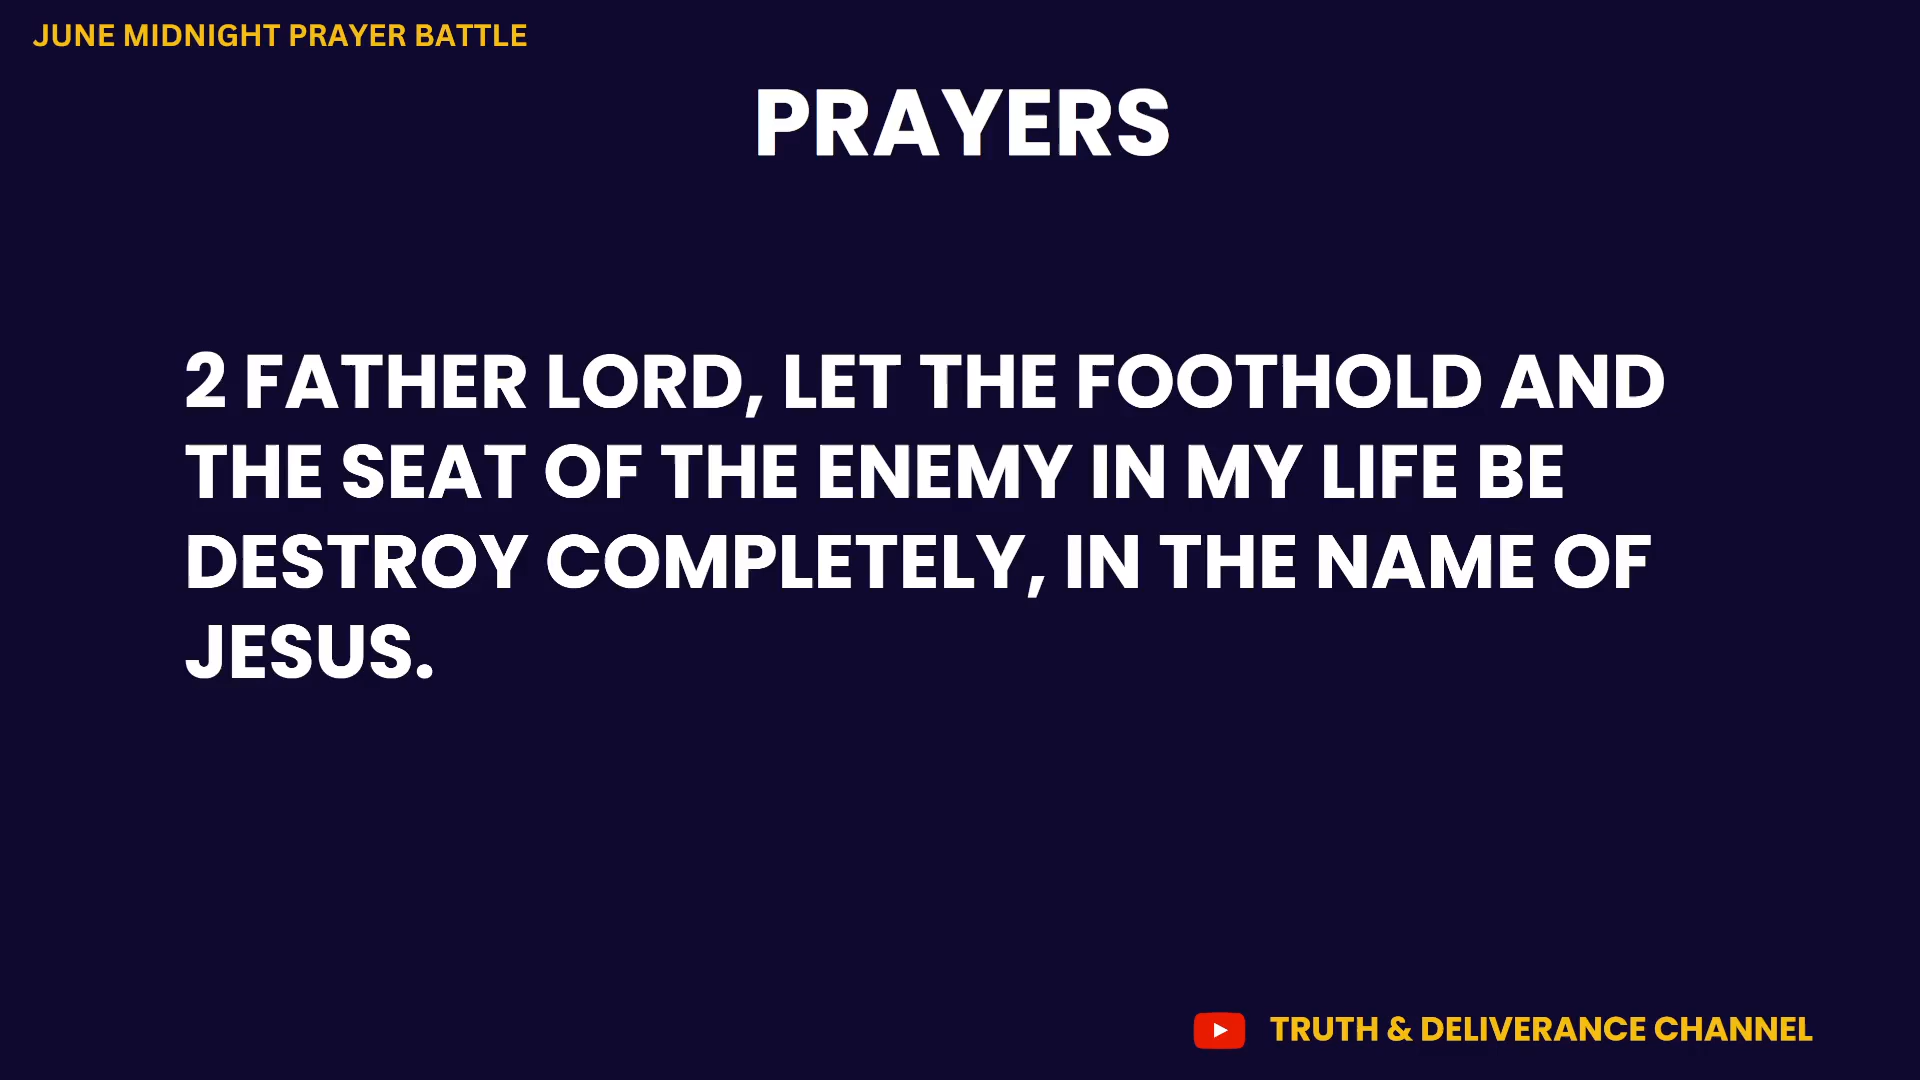 JUNE MIDNIGHT PRAYER BATTLE
PRAYERS
2 FATHER LORD, LET THE FOOTHOLD AND
THE SEAT OF THE ENEMY IN MY LIFE BE
DESTROY COMPLETELY, IN THE NAME OF
JESUS.
TRUTH & DELIVERANCE CHANNEL